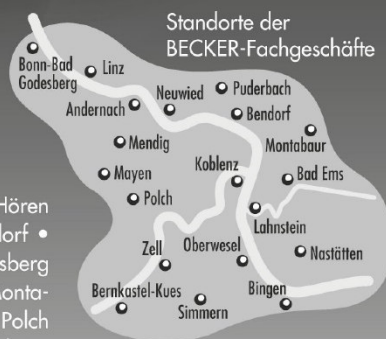 Standorte der
BECKER-Fachgeschäfte
Bonn-Bad
Godesberg
Linz
Neuwied
Puderbach
Andernach
Bendorf
Montabaur
Mendig
Koblenz
Bad Ems
Mayen
Polch
Lahnstein
Zell
Oberwesel
Nastätten
Bernkastel-Kues
Simmern
Bingen
Hören
dorf •
sberg
Monta-
Polch